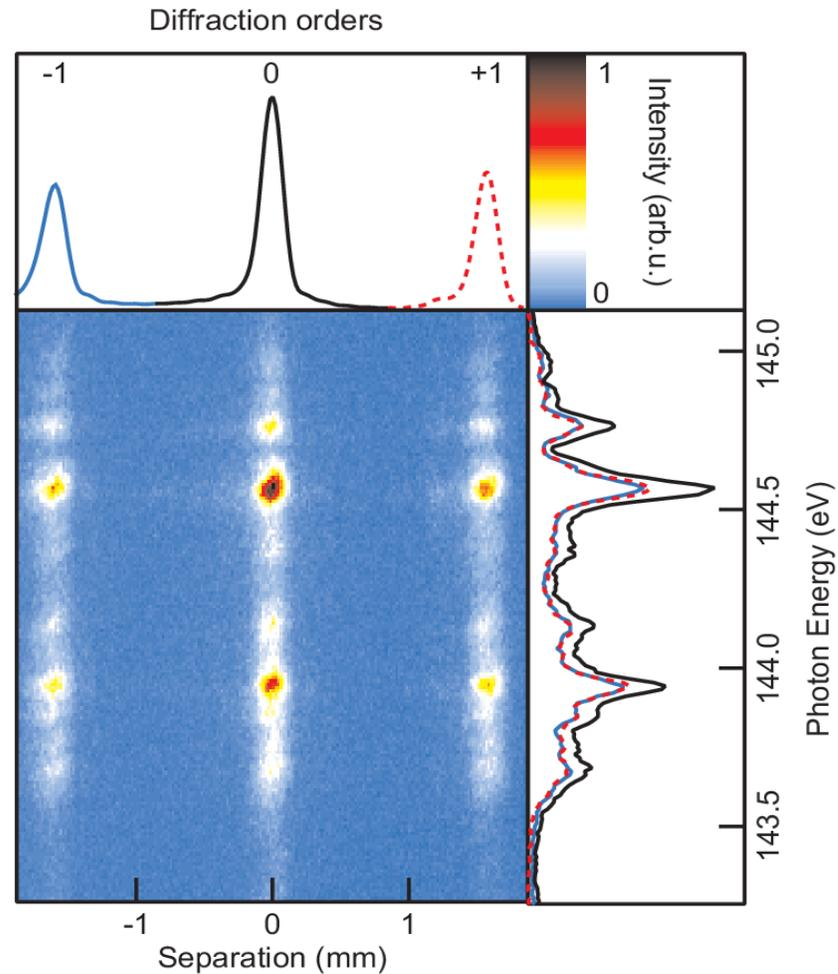 Diffraction orders
-1 0 +1
1
Intensity (arb.u.)
0
145.0
144.5
144.0
143.5
Photon Energy (eV)
-1 0 1
Separation (mm)